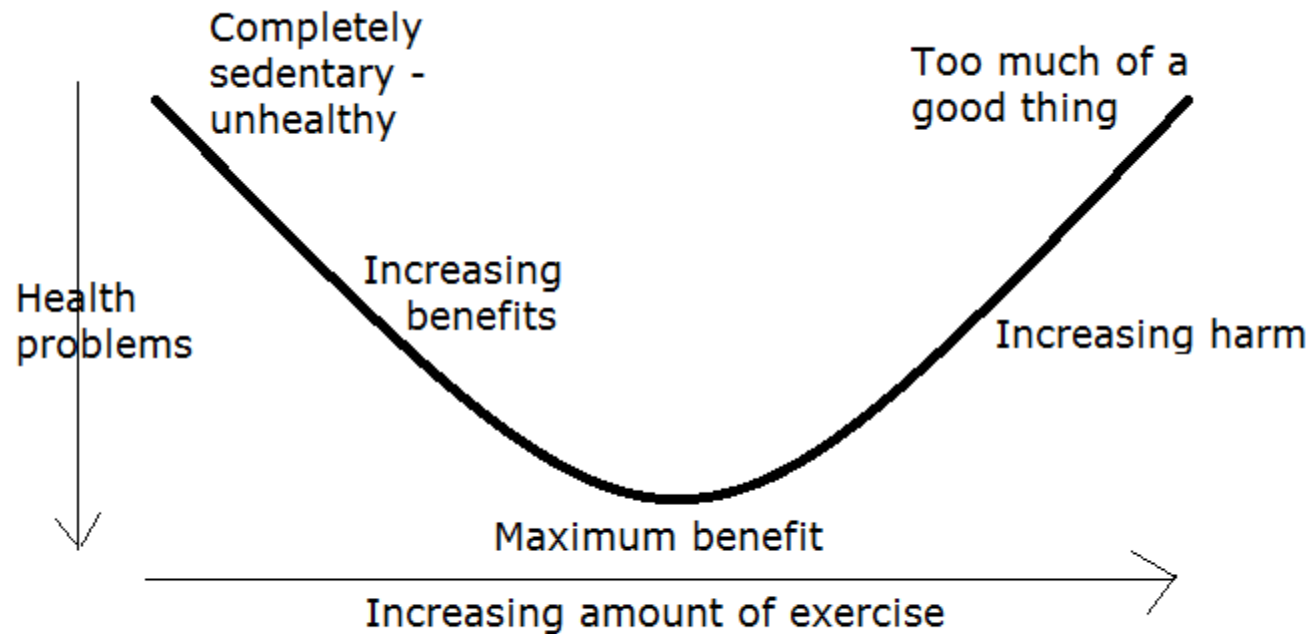 Completely
sedentary -
unhealthy
Too much of a
good thing
Increasing
benefits
Health
problems
Increasing harm
Maximum benefit
Increasing amount of exercise